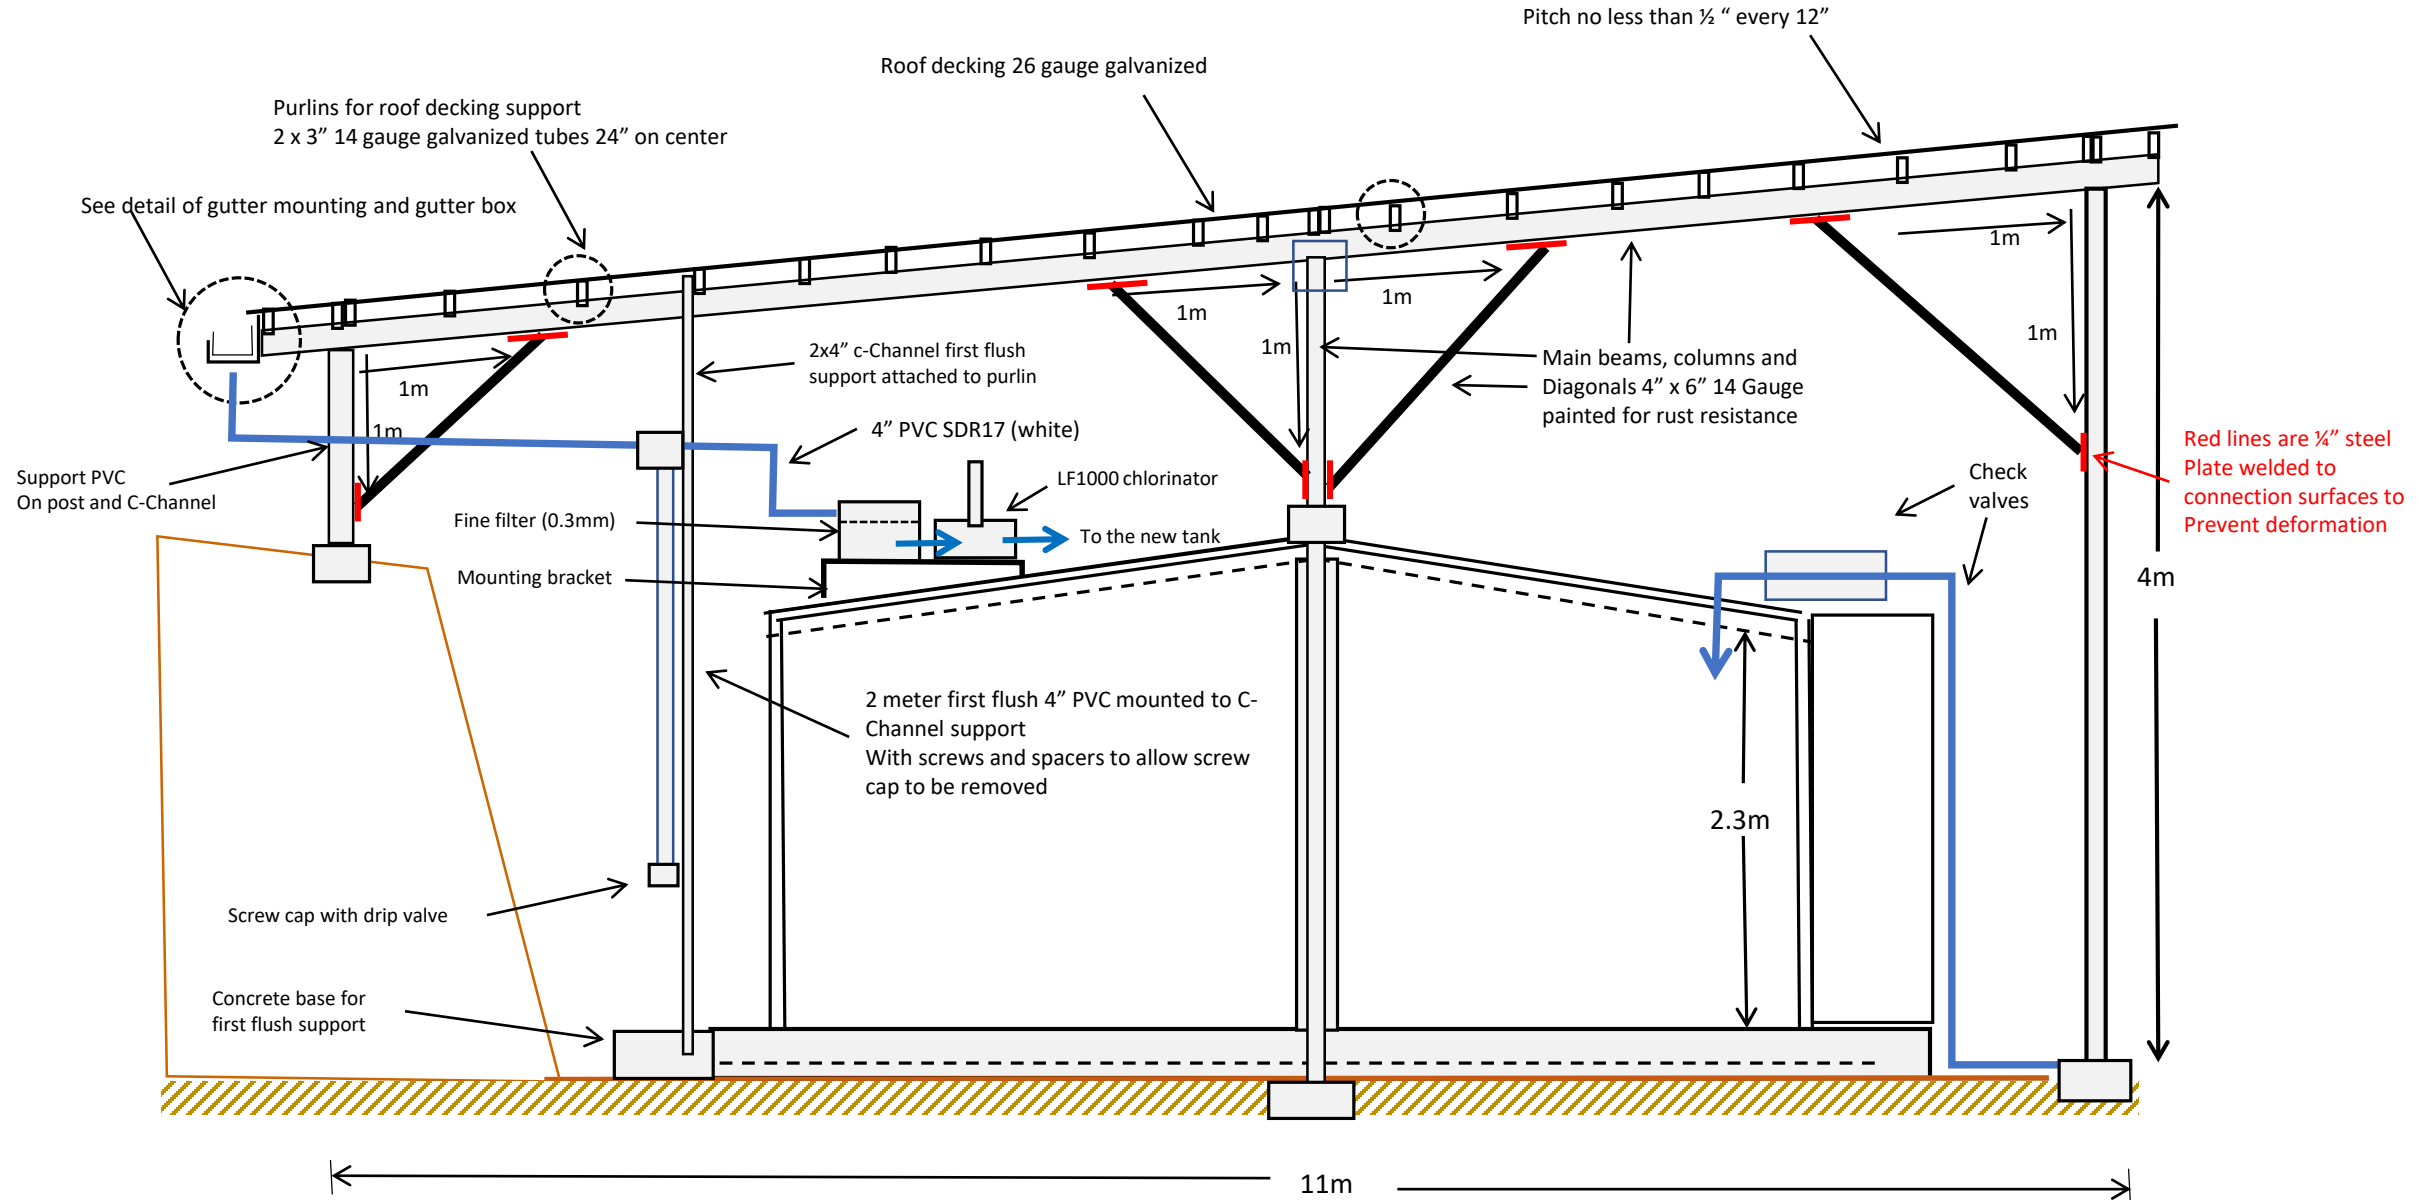 Pitch no less than ½ “ every 12”
Roof decking 26 gauge galvanized
Purlins for roof decking support
2 x 3” 14 gauge galvanized tubes 24” on center
See detail of gutter mounting and gutter box
1m
1m
1m
1m
1m
1m
1m
2x4” c-Channel first flush
support attached to purlin
Main beams, columns and
Diagonals 4” x 6” 14 Gauge
painted for rust resistance
4” PVC SDR17 (white)
Red lines are ¼” steel
Plate welded to
connection surfaces to
Prevent deformation
Support PVC
On post and C-Channel
LF1000 chlorinator
Check
valves
Fine filter (0.3mm)
To the new tank
Mounting bracket
4m
2 meter first flush 4” PVC mounted to C-
Channel support
With screws and spacers to allow screw
cap to be removed
2.3m
Screw cap with drip valve
Concrete base for
first flush support
11m